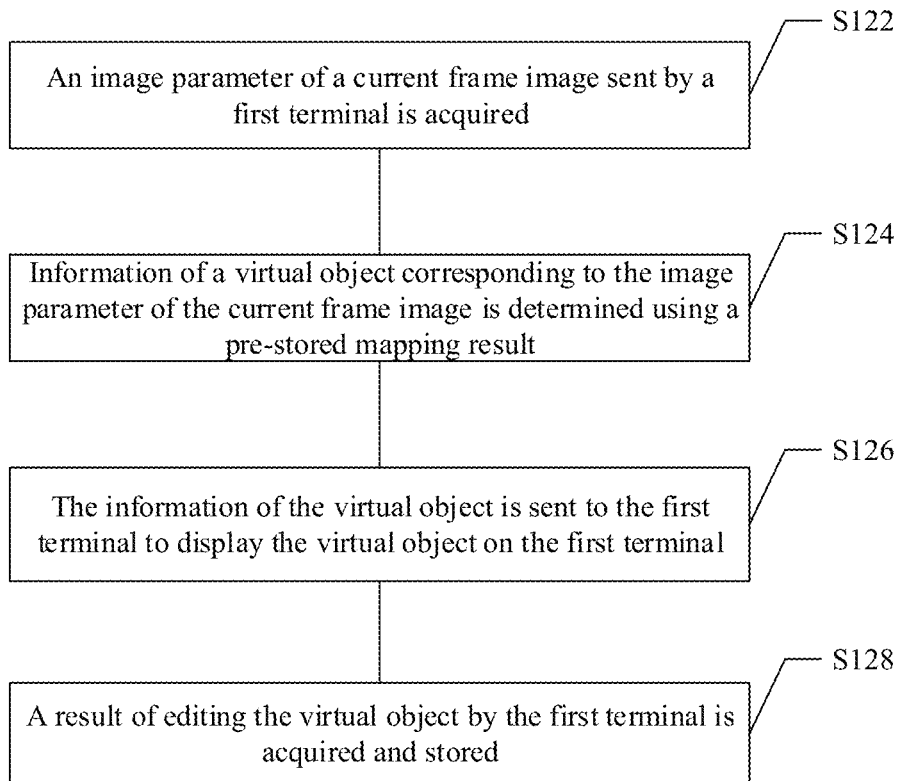 S122
An image parameter of a current frame image sent by a
first terminal is acquired
S124
Information of a virtual object corresponding to the image
parameter of the current frame image is determined using a
pre-stored mapping result
S126
The information of the virtual object is sent to the first
terminal to display the virtual object on the first terminal
S128
A result of editing the virtual object by the first terminal is
acquired and stored